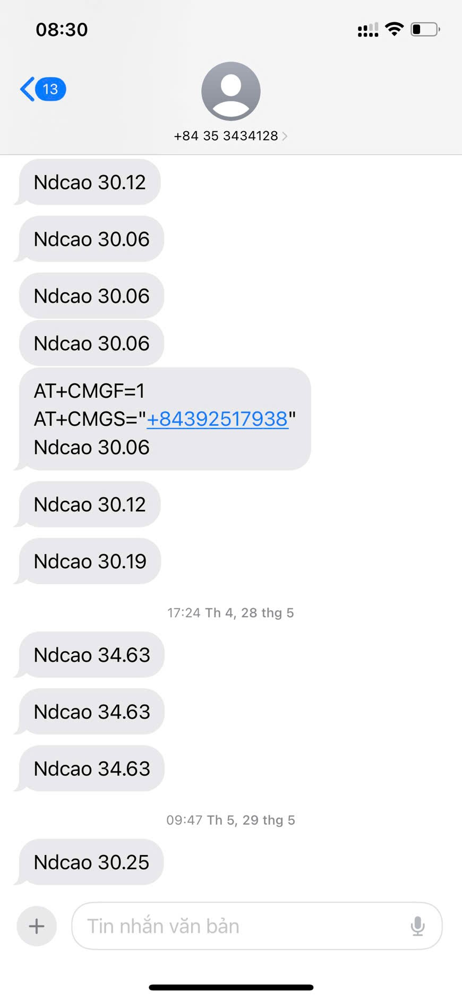 08:30
13
+84 35 3434128
Ndcao 30.12
Ndcao 30.06
Ndcao 30.06
Ndcao 30.06
AT+CMGF=1
AT+CMGS="+84392517938"
Ndcao 30.06
Ndcao 30.12
Ndcao 30.19
17:24 Th 4, 28 thg 5
Ndcao 34.63
Ndcao 34.63
Ndcao 34.63
09:47 Th 5, 29 thg 5
Ndcao 30.25
Tin nhắn văn bản